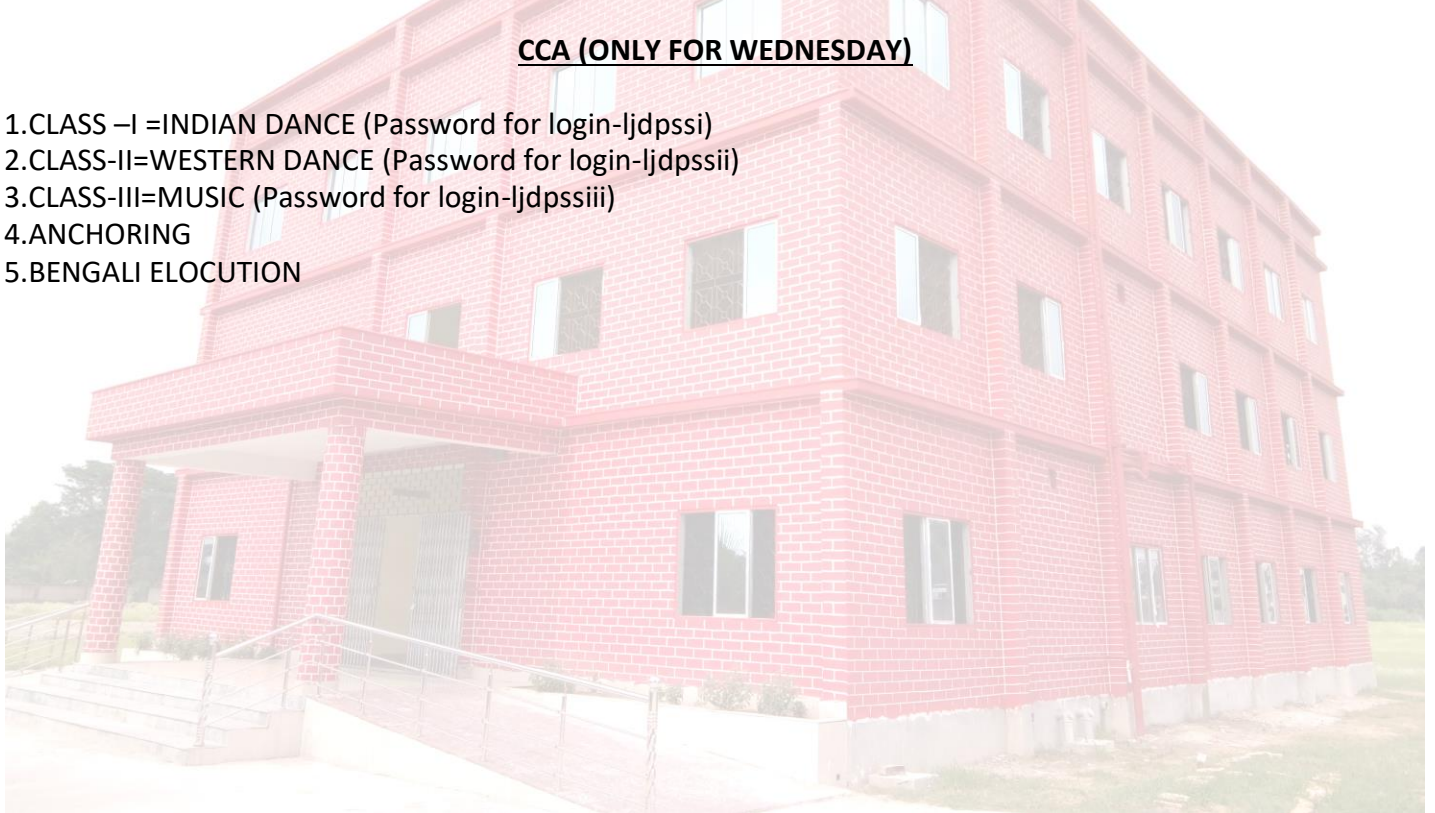 CCA (ONLY FOR WEDNESDAY)
1.CLASS –I =INDIAN DANCE (Password for login-ljdpssi)
2.CLASS-II=WESTERN DANCE (Password for login-ljdpssii)
3.CLASS-III=MUSIC (Password for login-ljdpssiii)
4.ANCHORING
5.BENGALI ELOCUTION